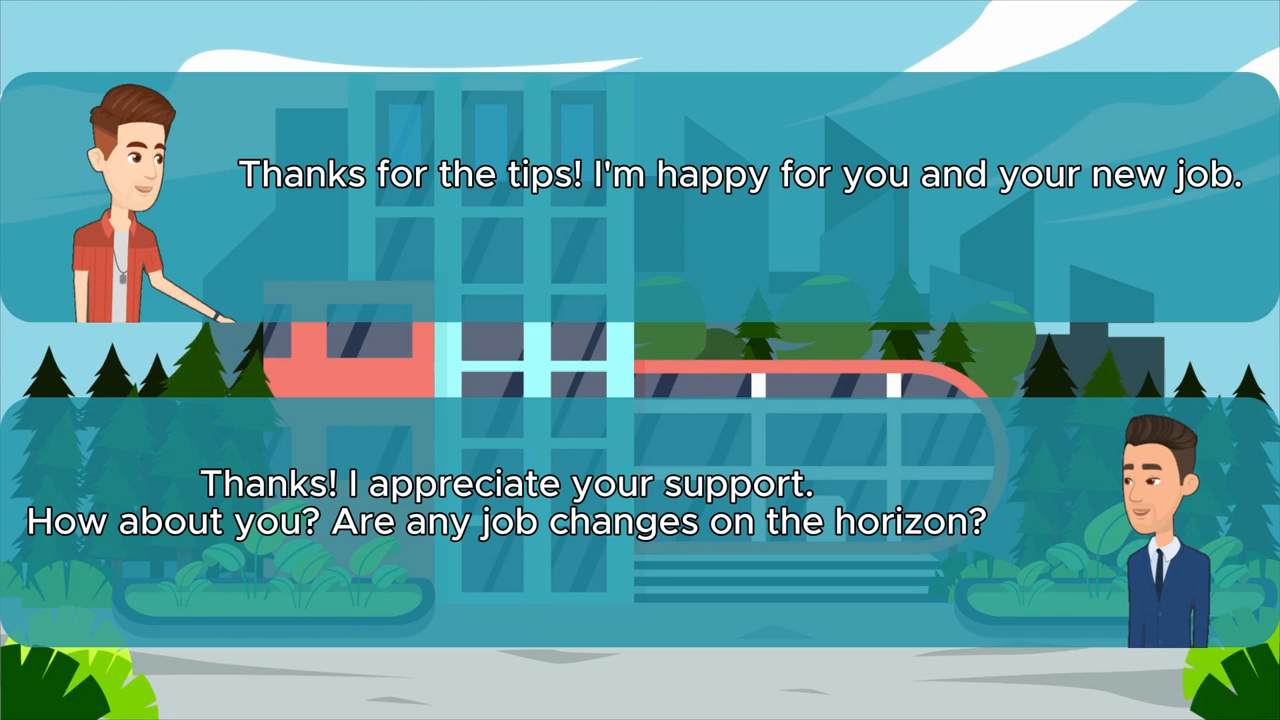 Thanks for the tips! I'm happy for you and your new job.
Thanks! I appreciate your support.
How about you? Are any job changes on the horizon?